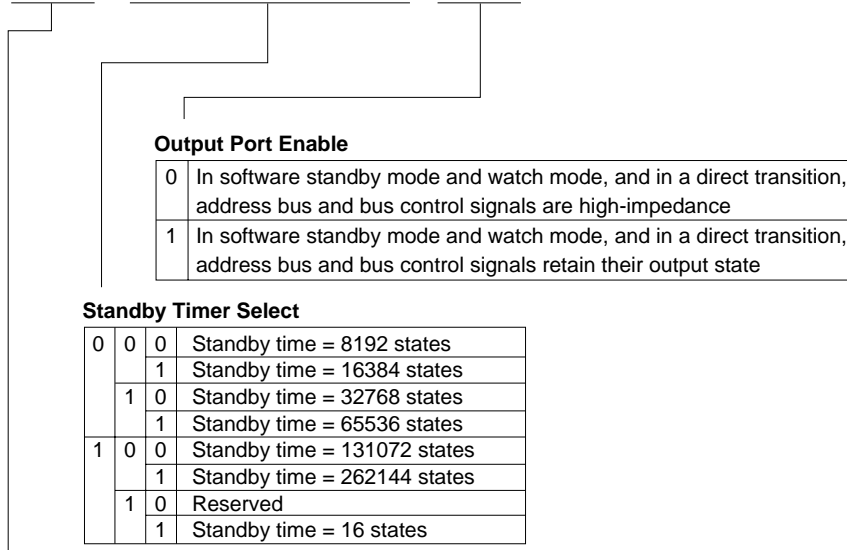 Output Port Enable
0 In software standby mode and watch mode, and in a direct transition,
address bus and bus control signals are high-impedance
1 In software standby mode and watch mode, and in a direct transition,
address bus and bus control signals retain their output state
Standby Timer Select
0 0 0 Standby time = 8192 states
1 Standby time = 16384 states
1 0 Standby time = 32768 states
1 Standby time = 65536 states
1 0 0 Standby time = 131072 states
1 Standby time = 262144 states
1 0 Reserved
1 Standby time = 16 states